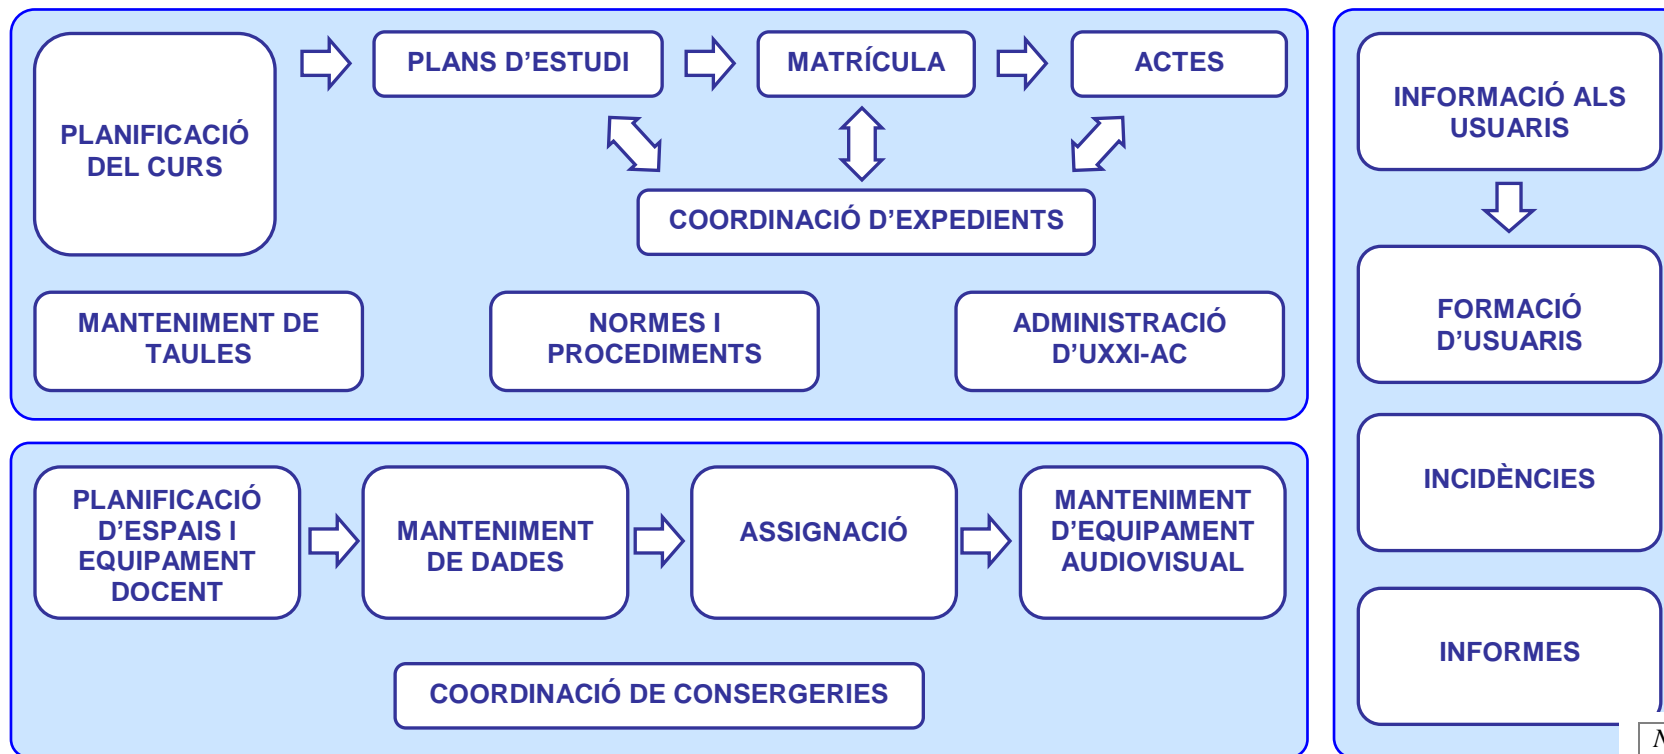 PLANIFICACIÓ
DEL CURS
PLANS D’ESTUDI
MATRÍCULA
ACTES
COORDINACIÓ D’EXPEDIENTS
MANTENIMENT DE
TAULES
NORMES I
PROCEDIMENTS
ADMINISTRACIÓ
D’UXXI-AC
PLANIFICACIÓ
D’ESPAIS I
EQUIPAMENT
DOCENT
MANTENIMENT
DE DADES
ASSIGNACIÓ
MANTENIMENT
D’EQUIPAMENT
AUDIOVISUAL
COORDINACIÓ DE CONSERGERIES
INFORMACIÓ ALS
USUARIS
FORMACIÓ
D’USUARIS
INCIDÈNCIES
INFORMES